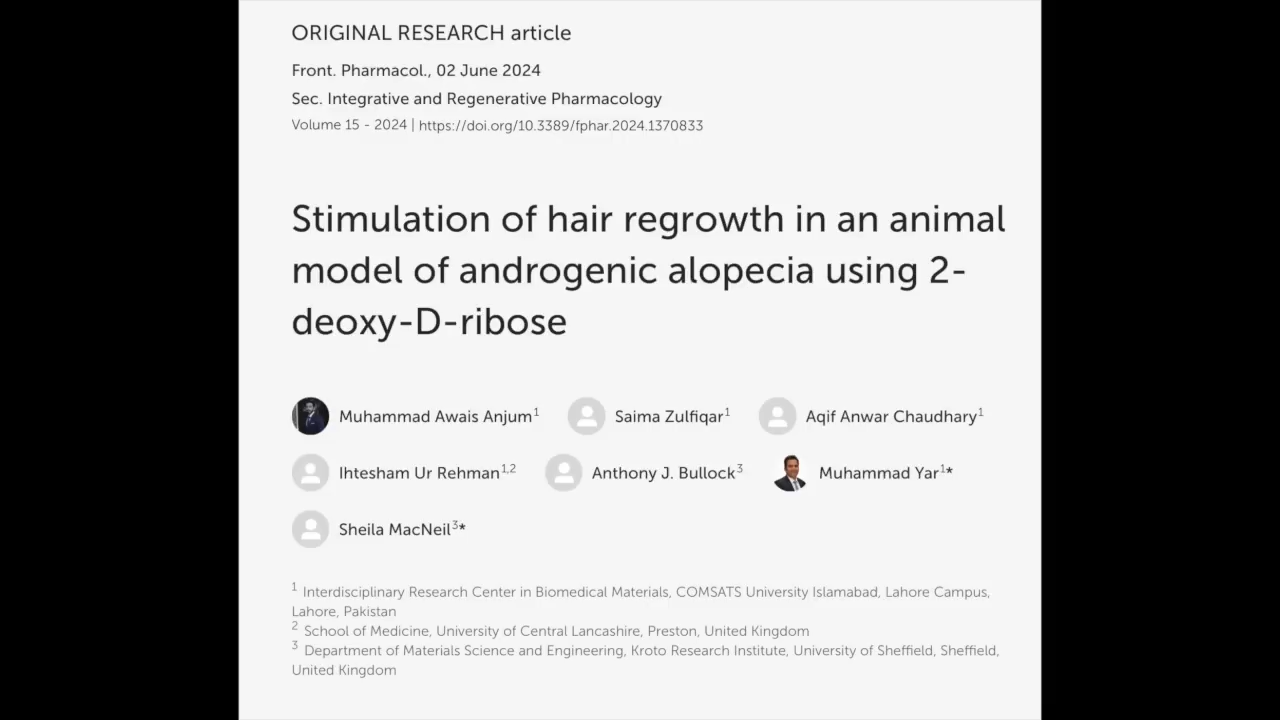 ORIGINAL RESEARCH article
Front. Pharmacol., 02 June 2024
Sec. Integrative and Regenerative Pharmacology
Volume 15 - 2024 | https://doi.org/10.3389/fphar.2024.1370833
Stimulation of hair regrowth in an animal
model of androgenic alopecia using 2-
deoxy-D-ribose
Muhammad Awais Anjum1 Saima Zulfiqar1 Aqif Anwar Chaudhary1
Ihtesham Ur Rehman1,2 Anthony J. Bullock3 Muhammad Yar1*
Sheila MacNeil3*
1 Interdisciplinary Research Center in Biomedical Materials, COMSATS University Islamabad, Lahore Campus,
Lahore, Pakistan
2 School of Medicine, University of Central Lancashire, Preston, United Kingdom
3 Department of Materials Science and Engineering, Kroto Research Institute, University of Sheffield, Sheffield,
United Kingdom